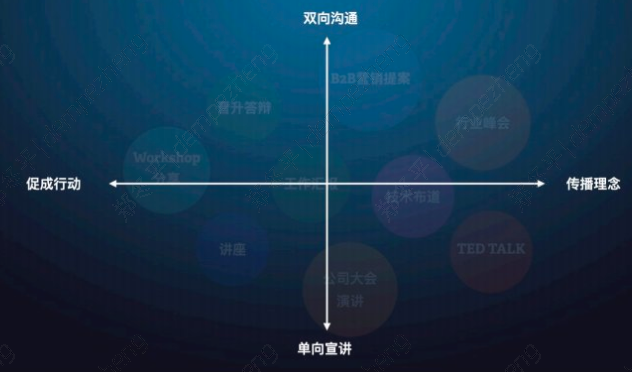 双向沟通
B2B营销提案
晋升答辩
行业峰会
Workshop
分享
工作汇报
促成行动
传播理念
技术布道
讲座
TED TALK
公司大会
演讲
单向宣讲